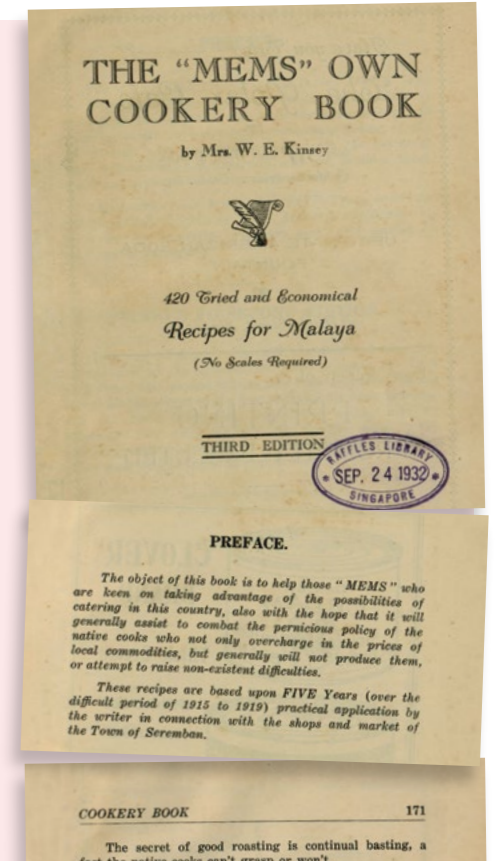 THE "MEMS" OWN
COOKERY BOOK
by Mrs. W. E. Kinsey
420 Tried and Economical
Recipes for Malaya
(No Scales Required)
THIRD EDITION
RAFFLES LIBRARY
SEP. 24 1932
SINGAPORE
PREFACE.
The object of this book is to help those "MEMS" who
are keen on taking advantage of the possibilities of
catering in this country, also with the hope that it will
generally assist to combat the pernicious policy of the
native cooks who not only overcharge in the prices of
local commodities, but generally will not produce them,
or attempt to raise non-existent difficulties.
These recipes are based upon FIVE Years (over the
difficult period of 1915 to 1919) practical application by
the writer in connection with the shops and market of
the Town of Seremban.
COOKERY BOOK 171
The secret of good roasting is continual basting, a
fact the native cooks can't grasp or won't